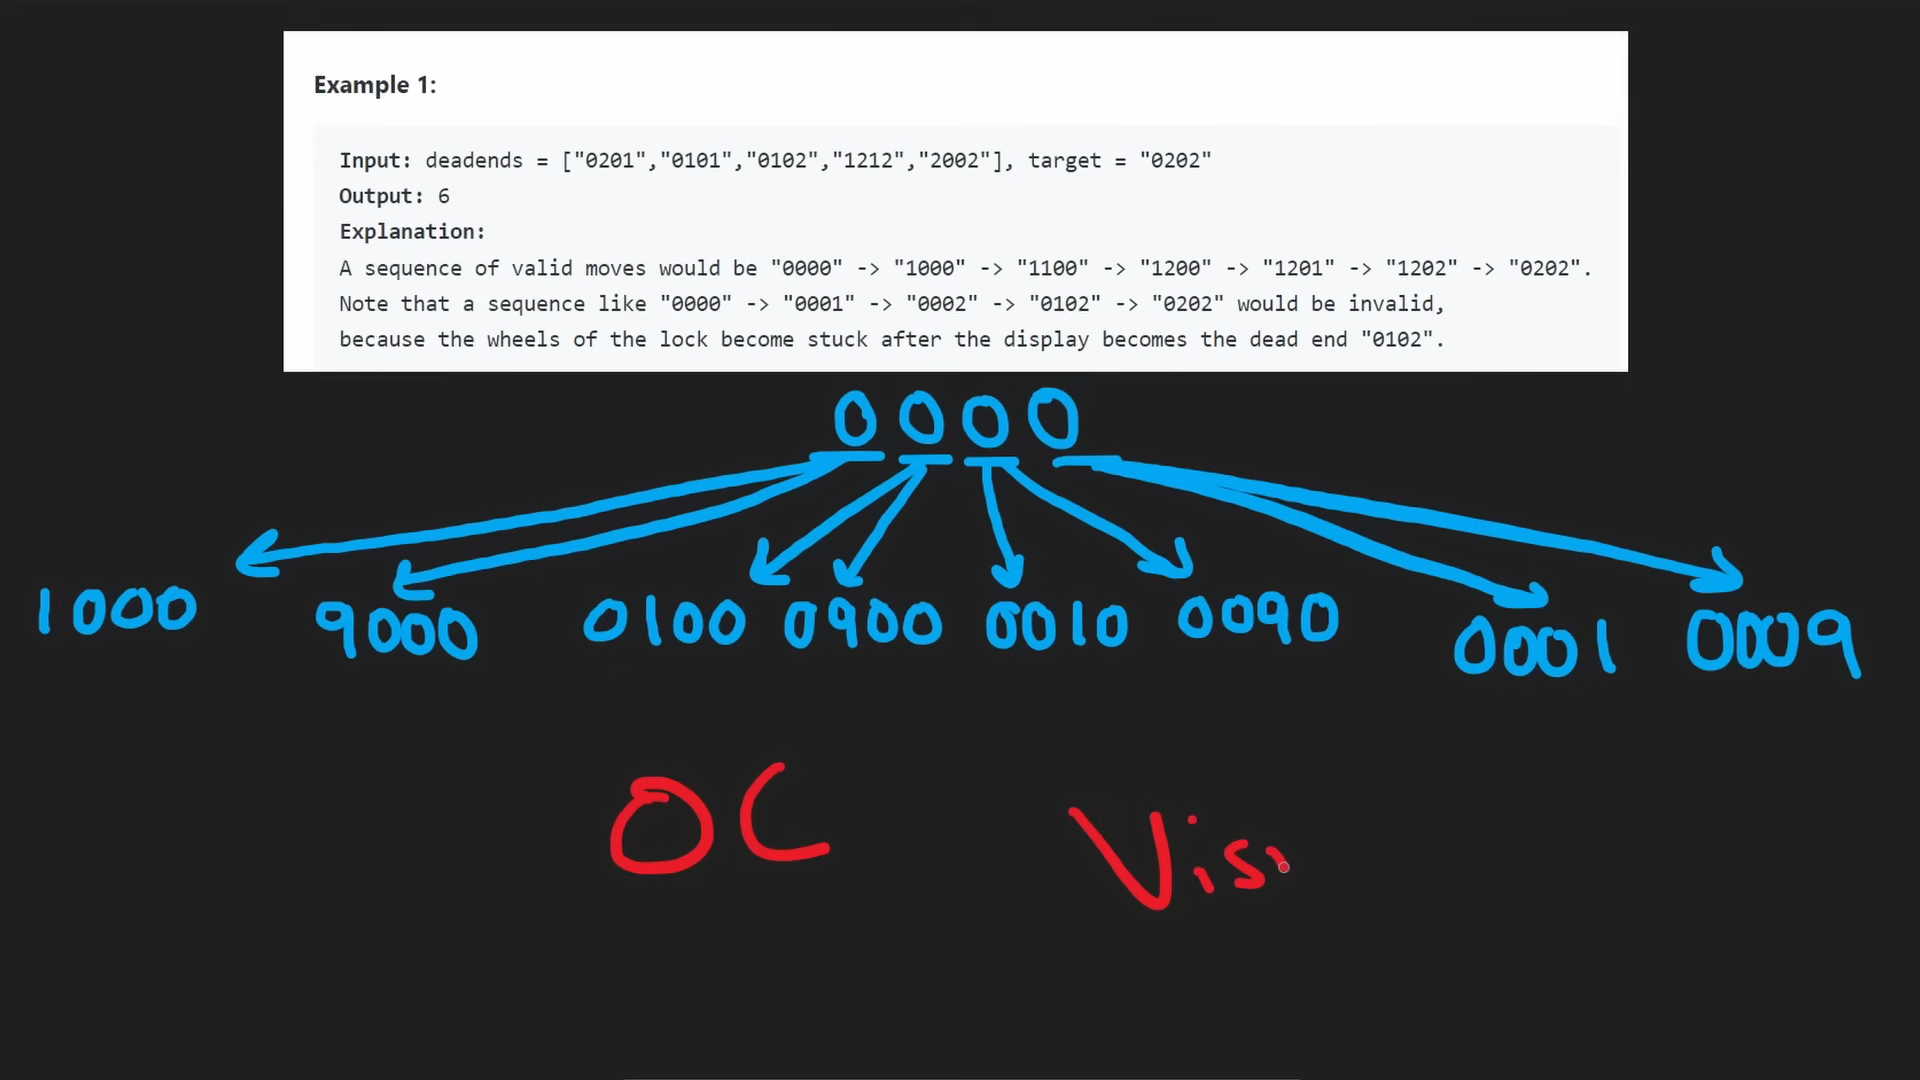 Example 1:
Input: deadends = ["0201","0101","0102","1212","2002"], target = "0202"
Output: 6
Explanation:
A sequence of valid moves would be "0000" -> "1000" -> "1100" -> "1200" -> "1201" -> "1202" -> "0202".
Note that a sequence like "0000" -> "0001" -> "0002" -> "0102" -> "0202" would be invalid,
because the wheels of the lock become stuck after the display becomes the dead end "0102".
0000
1000 9000 0100 0900 0010 0090 0001 0009
OC Vis